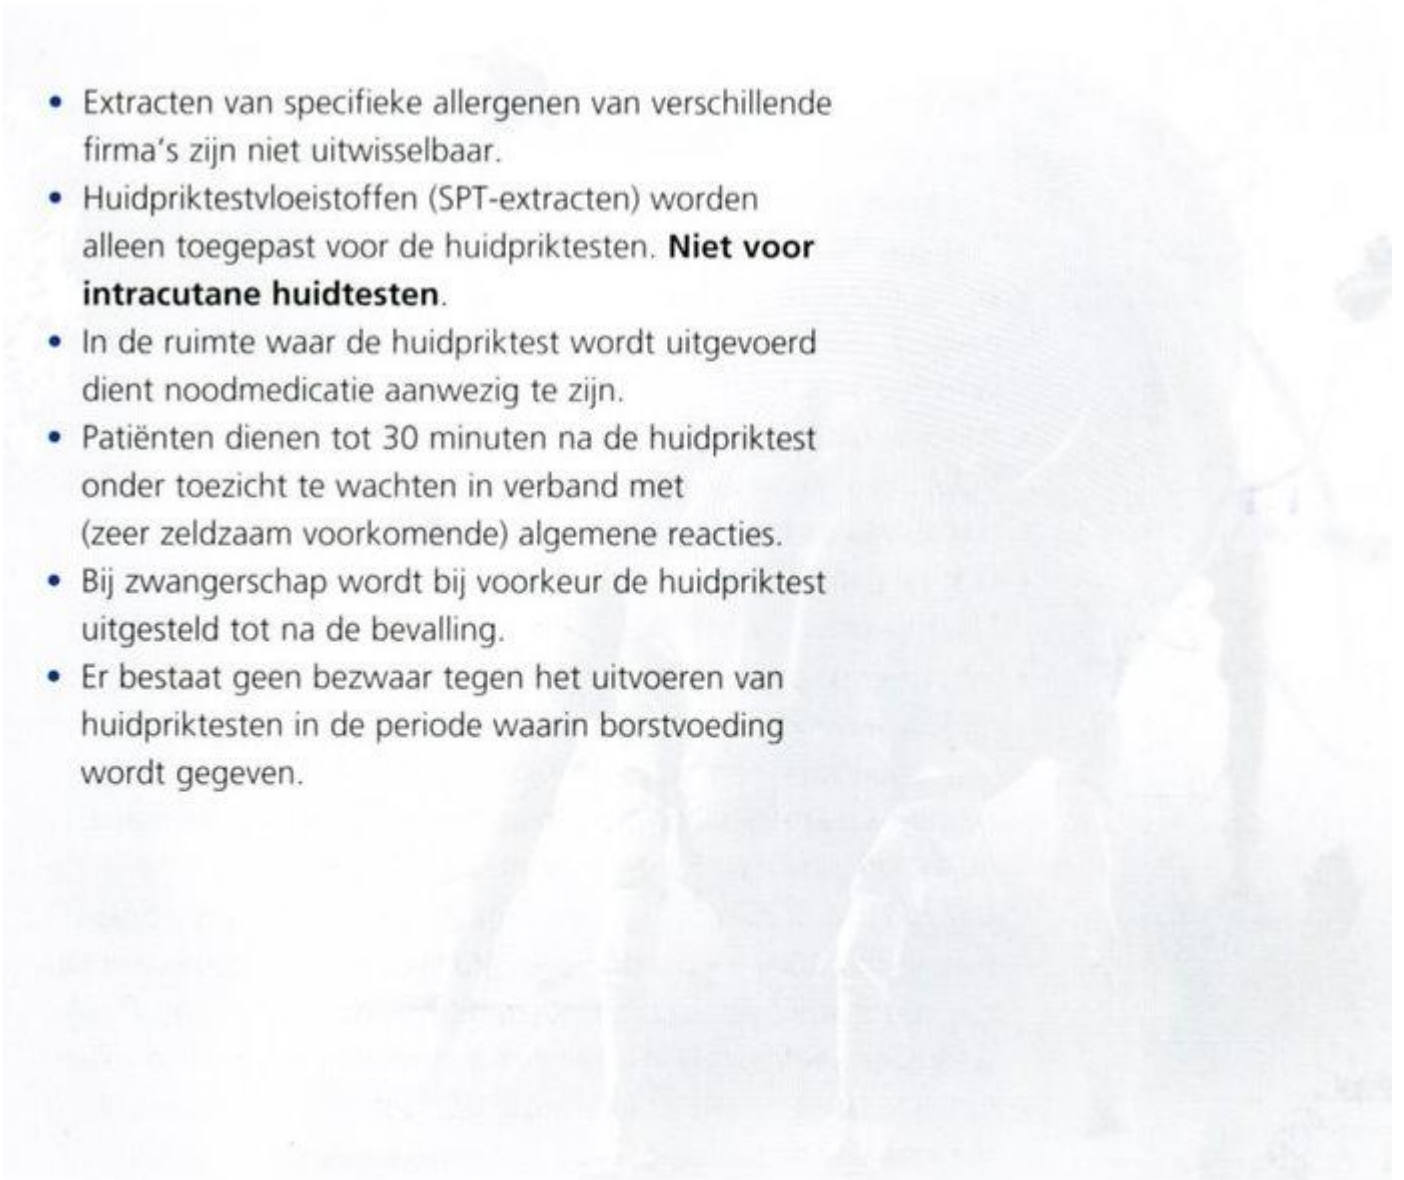 • Extracten van specifieke allergenen van verschillende
firma's zijn niet uitwisselbaar.
• Huidpriktestvloeistoffen (SPT-extracten) worden
alleen toegepast voor de huidpriktesten. Niet voor
intracutane huidtesten.
• In de ruimte waar de huidpriktest wordt uitgevoerd
dient noodmedicatie aanwezig te zijn.
• Patiënten dienen tot 30 minuten na de huidpriktest
onder toezicht te wachten in verband met
(zeer zeldzaam voorkomende) algemene reacties.
• Bij zwangerschap wordt bij voorkeur de huidpriktest
uitgesteld tot na de bevalling.
• Er bestaat geen bezwaar tegen het uitvoeren van
huidpriktesten in de periode waarin borstvoeding
wordt gegeven.